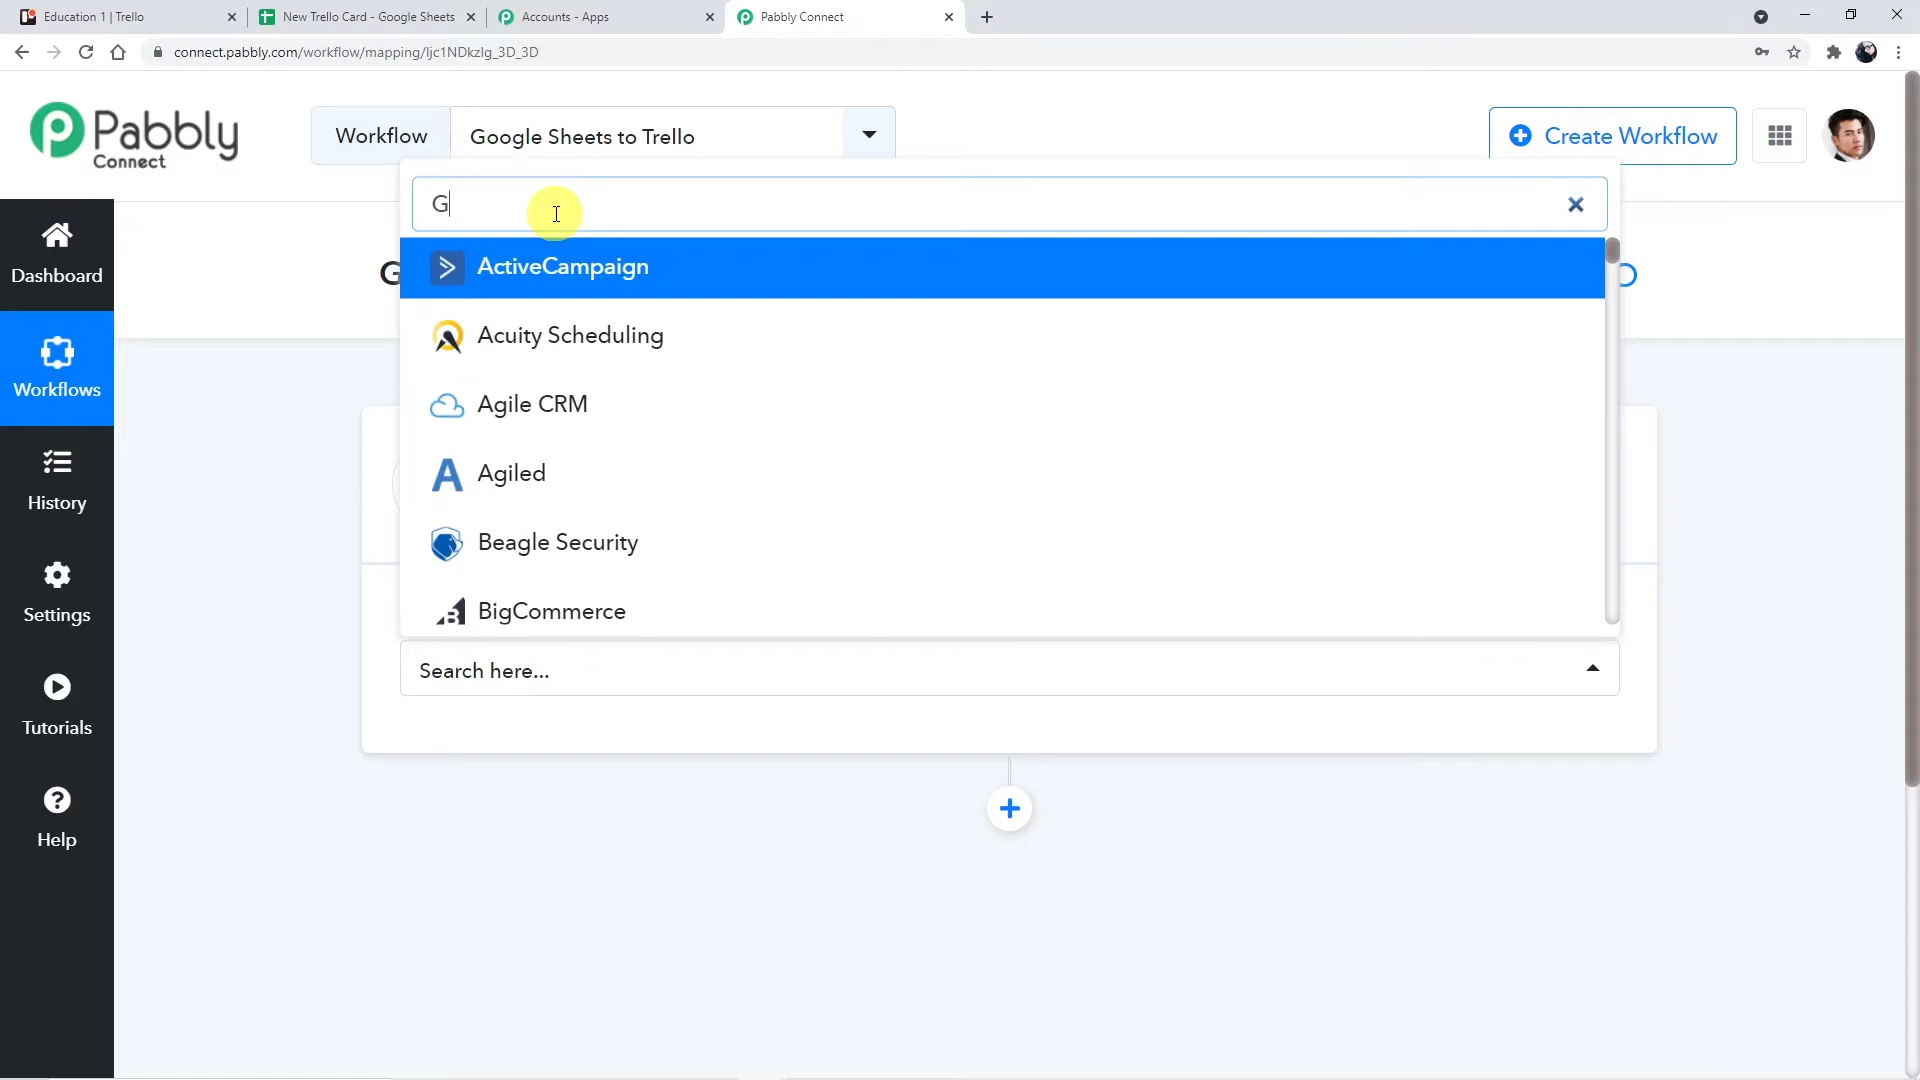 Education 1 | Trello
New Trello Card - Google Sheets
Accounts - Apps
Pabbly Connect
connect.pabbly.com/workflow/mapping/Ijc1NDkzIg_3D_3D
Pabbly
Connect
Workflow
Google Sheets to Trello
Create Workflow
G
G
ActiveCampaign
Acuity Scheduling
Agile CRM
Agiled
Beagle Security
BigCommerce
Search here...
Dashboard
Workflows
History
Settings
Tutorials
Help